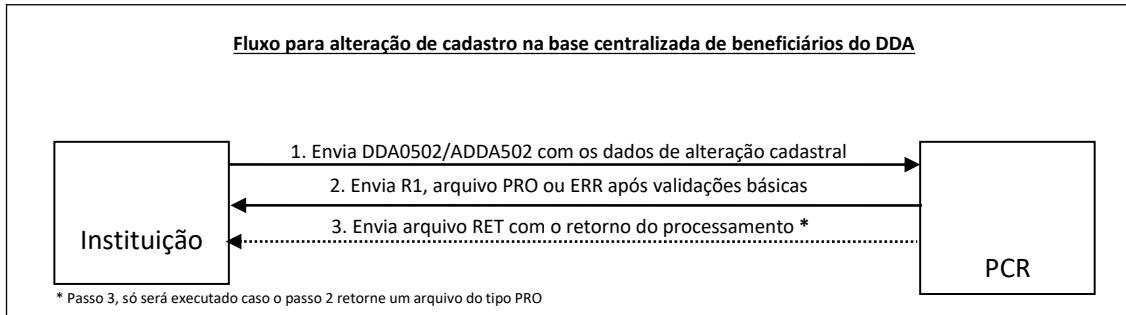 Fluxo para alteração de cadastro na base centralizada de beneficiários do DDA
1. Envia DDA0502/ADDA502 com os dados de alteração cadastral
2. Envia R1, arquivo PRO ou ERR após validações básicas
3. Envia arquivo RET com o retorno do processamento *
Instituição
PCR
* Passo 3, só será executado caso o passo 2 retorne um arquivo do tipo PRO